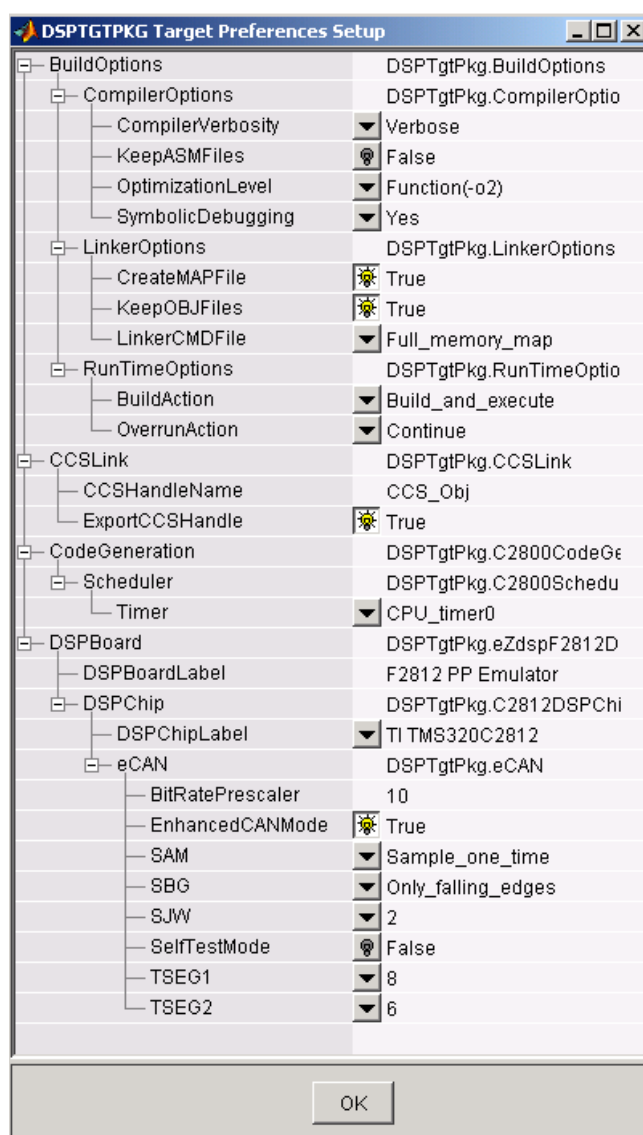 DSPTGTPKG Target Preferences Setup
BuildOptions DSPTgtPkg.BuildOptions
CompilerOptions DSPTgtPkg.CompilerOptio
CompilerVerbosity Verbose
KeepASMFiles False
OptimizationLevel Function(-o2)
SymbolicDebugging Yes
LinkerOptions DSPTgtPkg.LinkerOptions
CreateMAPFile True
KeepOBJFiles True
LinkerCMDFile Full_memory_map
RunTimeOptions DSPTgtPkg.RunTimeOptio
BuildAction Build_and_execute
OverrunAction Continue
CCSLink DSPTgtPkg.CCSLink
CCSHandleName CCS_Obj
ExportCCSHandle True
CodeGeneration DSPTgtPkg.C2800CodeGe
Scheduler DSPTgtPkg.C2800Schedu
Timer CPU_timer0
DSPBoard DSPTgtPkg.eZdspF2812D
DSPBoardLabel F2812 PP Emulator
DSPChip DSPTgtPkg.C2812DSPChi
DSPChipLabel TI TMS320C2812
eCAN DSPTgtPkg.eCAN
BitRatePrescaler 10
EnhancedCANMode True
SAM Sample_one_time
SBG Only_falling_edges
SJW 2
SelfTestMode False
TSEG1 8
TSEG2 6
OK